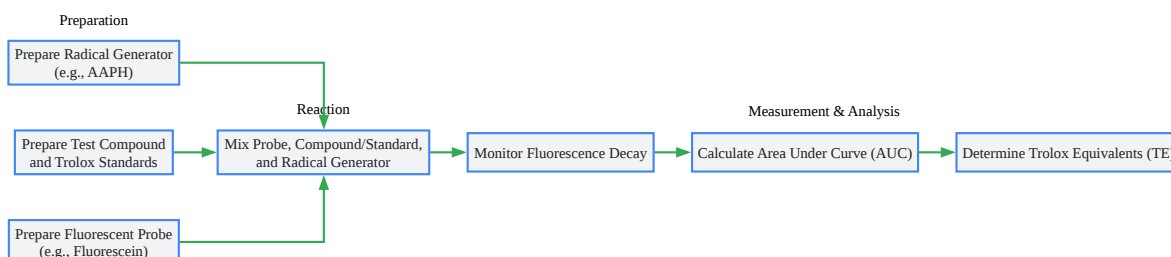 Preparation
Prepare Radical Generator
(e.g., AAPH)
Reaction
Measurement & Analysis
Prepare Test Compound
and Trolox Standards
Mix Probe, Compound/Standard,
and Radical Generator
Monitor Fluorescence Decay
Calculate Area Under Curve (AUC)
Determine Trolox Equivalents (TE)
Prepare Fluorescent Probe
(e.g., Fluorescein)